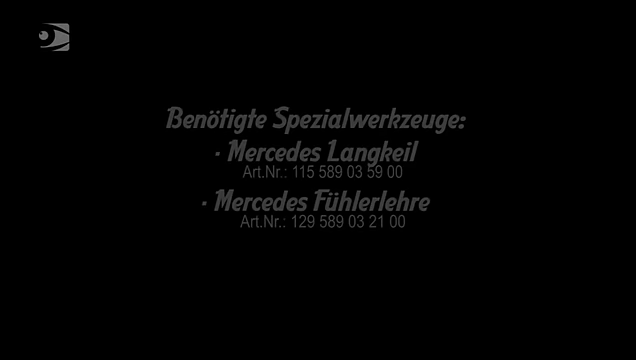 Benötigte Spezialwerkzeuge:
· Mercedes Langkeil
Art.Nr.: 115 589 03 59 00
· Mercedes Fühlerlehre
Art.Nr.: 129 589 03 21 00